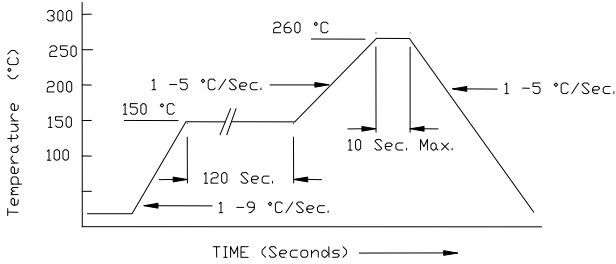 300
250
200
150
100
Temperature (°C)
260 °C
1 -5 °C/Sec.
1 -5 °C/Sec.
150 °C
10 Sec. Max.
120 Sec.
1 -9 °C/Sec.
TIME (Seconds)